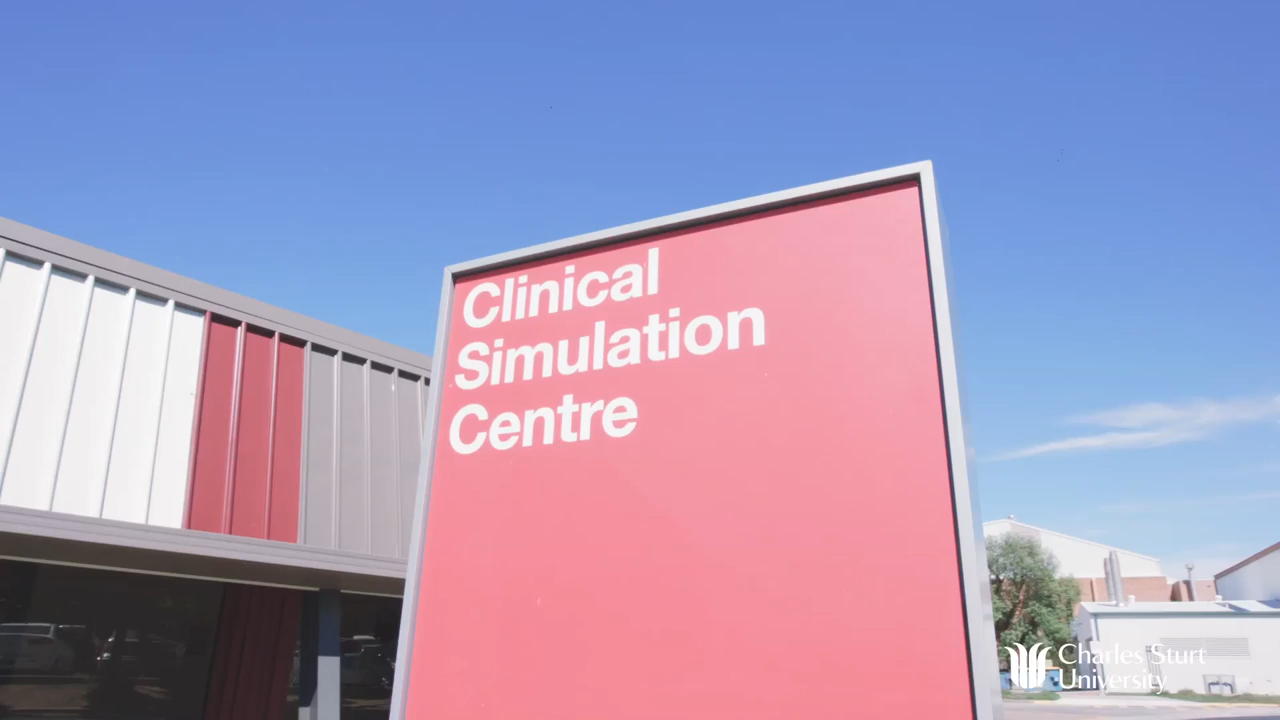 Clinical
Simulation
Centre
Charles Sturt
University